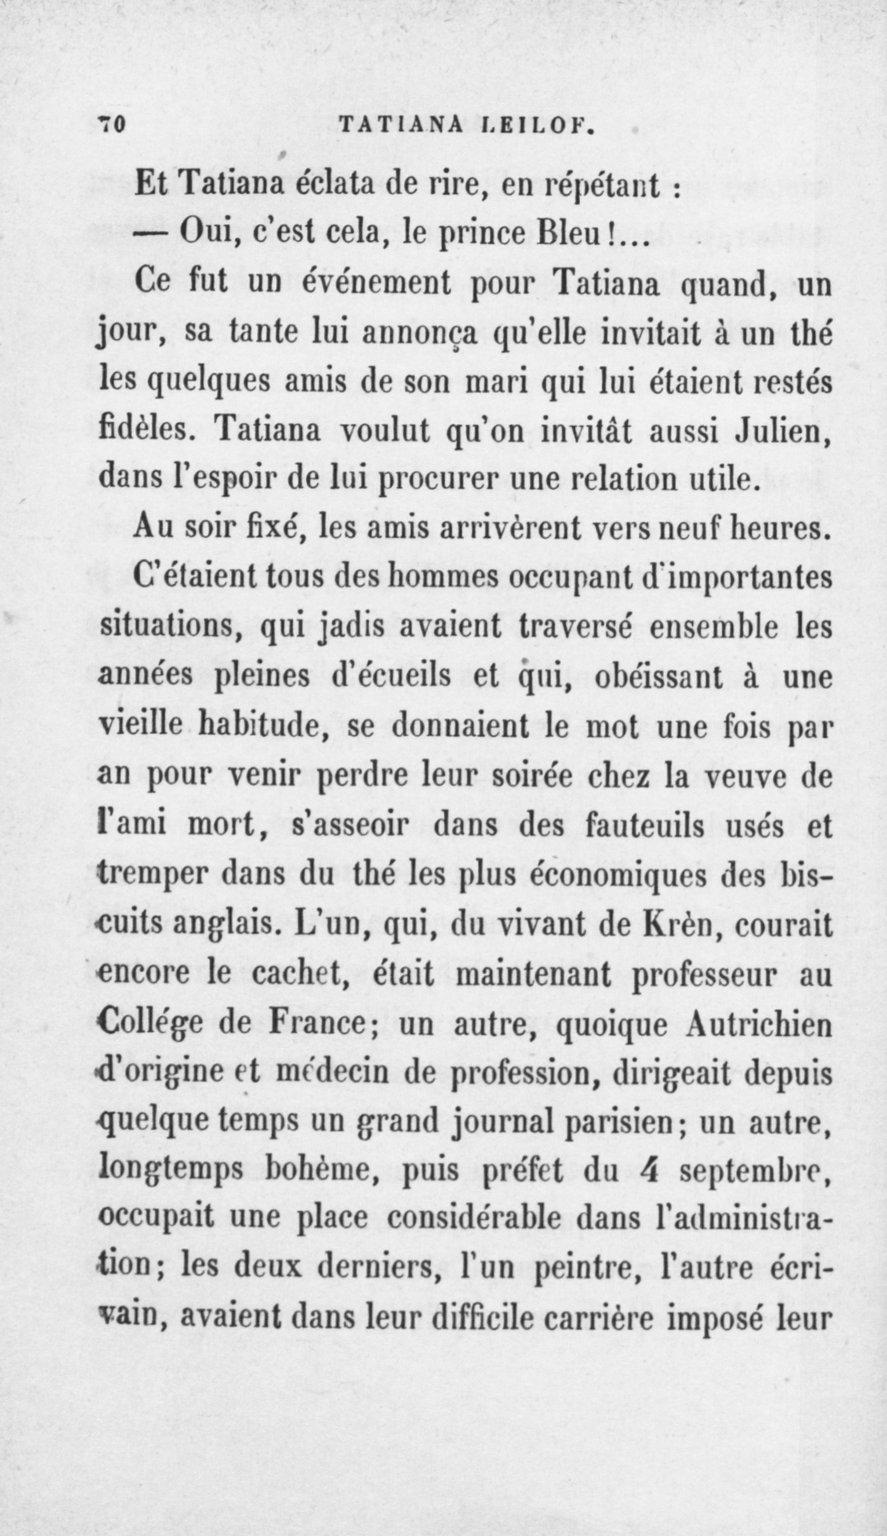 70 TATIANA LEILOF.
Et Tatiana éclata de rire, en répétant :
— Oui, c'est cela, le prince Bleu !...
Ce fut un événement pour Tatiana quand, un
jour, sa tante lui annonça qu'elle invitait à un thé
les quelques amis de son mari qui lui étaient restés
fidèles. Tatiana voulut qu'on invitât aussi Julien,
dans l'espoir de lui procurer une relation utile.
Au soir fixé, les amis arrivèrent vers neuf heures.
C'étaient tous des hommes occupant d'importantes
situations, qui jadis avaient traversé ensemble les
années pleines d'écueils et qui, obéissant à une
vieille habitude, se donnaient le mot une fois par
an pour venir perdre leur soirée chez la veuve de
l'ami mort, s'asseoir dans des fauteuils usés et
tremper dans du thé les plus économiques des bis-
cuits anglais. L'un, qui, du vivant de Krèn, courait
encore le cachet, était maintenant professeur au
Collége de France; un autre, quoique Autrichien
d'origine et médecin de profession, dirigeait depuis
quelque temps un grand journal parisien; un autre,
longtemps bohème, puis préfet du 4 septembre,
occupait une place considérable dans l'administra-
tion; les deux derniers, l'un peintre, l'autre écri-
vain, avaient dans leur difficile carrière imposé leur